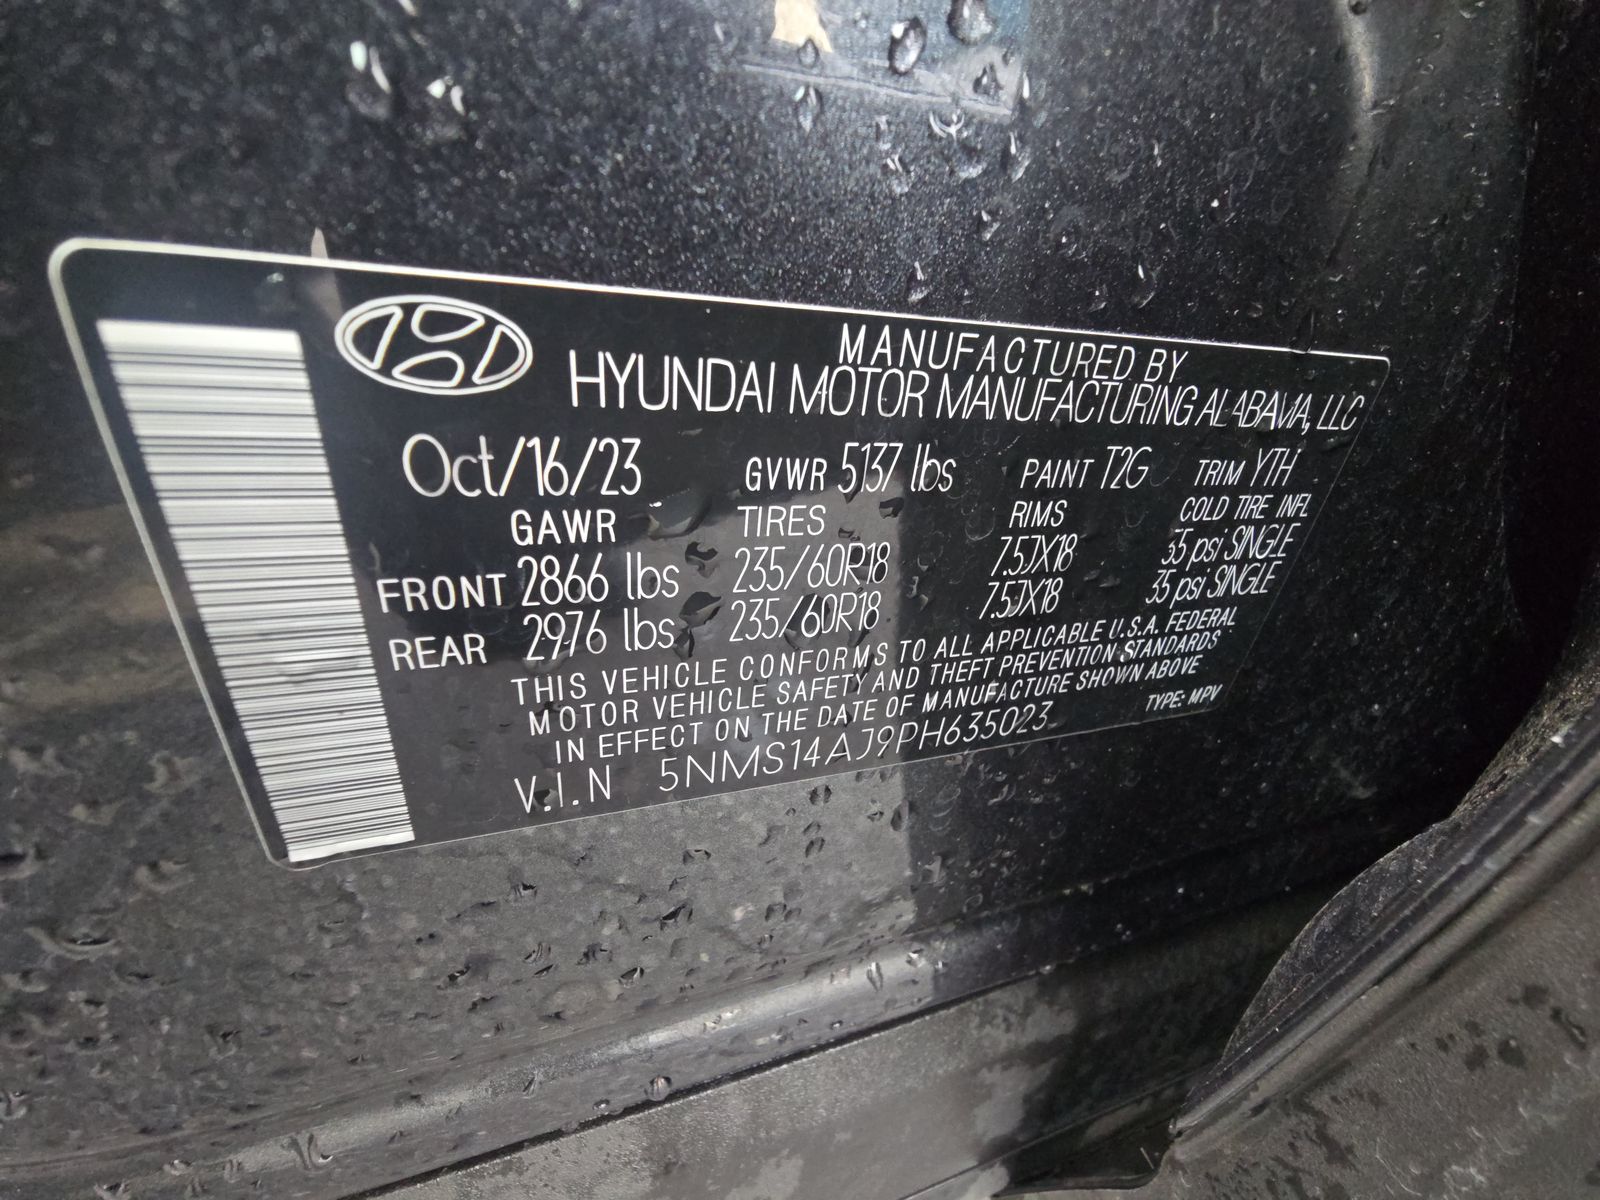 MANUFACTURED BY
HYUNDAI MOTOR MANUFACTURING ALABAMA, LLC
Oct/16/23 GVWR 5137 lbs PAINT T2G TRIM YTH
GAWR TIRES RIMS COLD TIRE INFL
FRONT 2866 lbs 235/60R18 7.5JX18 35 psi SINGLE
REAR 2976 lbs 235/60R18 7.5JX18 35 psi SINGLE
THIS VEHICLE CONFORMS TO ALL APPLICABLE U.S.A. FEDERAL
MOTOR VEHICLE SAFETY AND THEFT PREVENTION STANDARDS
IN EFFECT ON THE DATE OF MANUFACTURE SHOWN ABOVE
V.I.N 5NMS14AJ9PH635023 TYPE: MPV